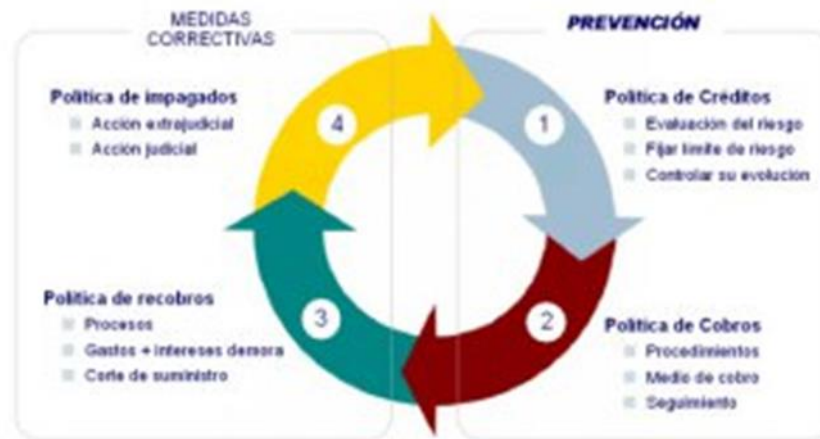 MEDIDAS
CORRECTIVAS
PREVENCIÓN
Política de impagados
Acción extrajudicial
Acción judicial
4
1
Política de Créditos
Evaluación del riesgo
Fijar limite de riesgo
Controlar su evolución
Política de recobros
Procesos
Gastos + intereses demora
Corte de suministro
3
2
Política de Cobros
Procedimientos
Medio de cobro
Seguimiento